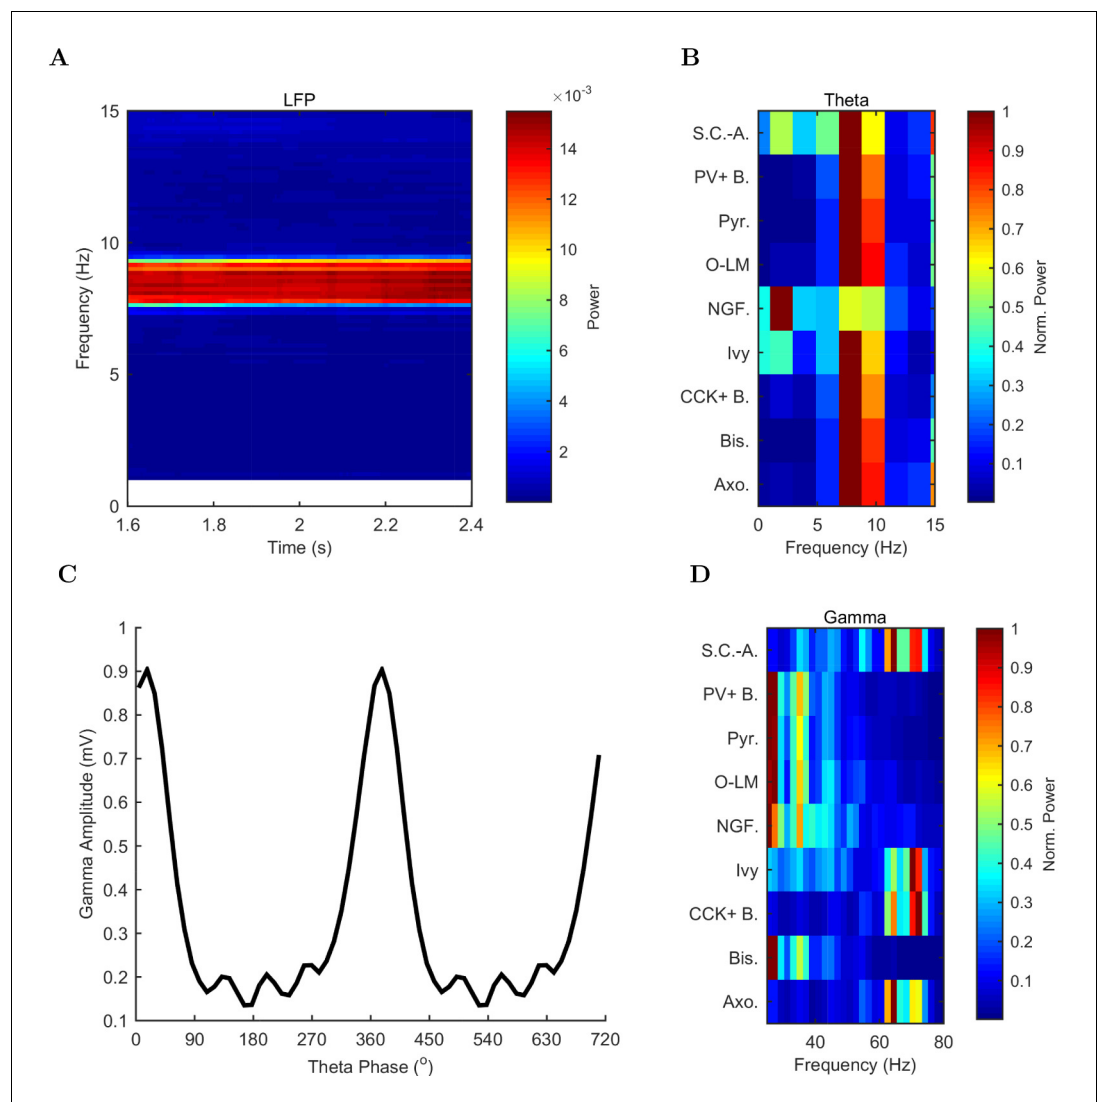 A
LFP
×10⁻³
15
10
5
0
Frequency (Hz)
1.6 1.8 2 2.2 2.4
Time (s)
14
12
10
8
6
4
2
Power
B
Theta
S.C.-A.
PV+ B.
Pyr.
O-LM
NGF.
Ivy
CCK+ B.
Bis.
Axo.
0 5 10 15
Frequency (Hz)
1
0.9
0.8
0.7
0.6
0.5
0.4
0.3
0.2
0.1
Norm. Power
C
1
0.9
0.8
0.7
0.6
0.5
0.4
0.3
0.2
0.1
Gamma Amplitude (mV)
0 90 180 270 360 450 540 630 720
Theta Phase (°)
D
Gamma
S.C.-A.
PV+ B.
Pyr.
O-LM
NGF.
Ivy
CCK+ B.
Bis.
Axo.
40 60 80
Frequency (Hz)
1
0.9
0.8
0.7
0.6
0.5
0.4
0.3
0.2
0.1
Norm. Power